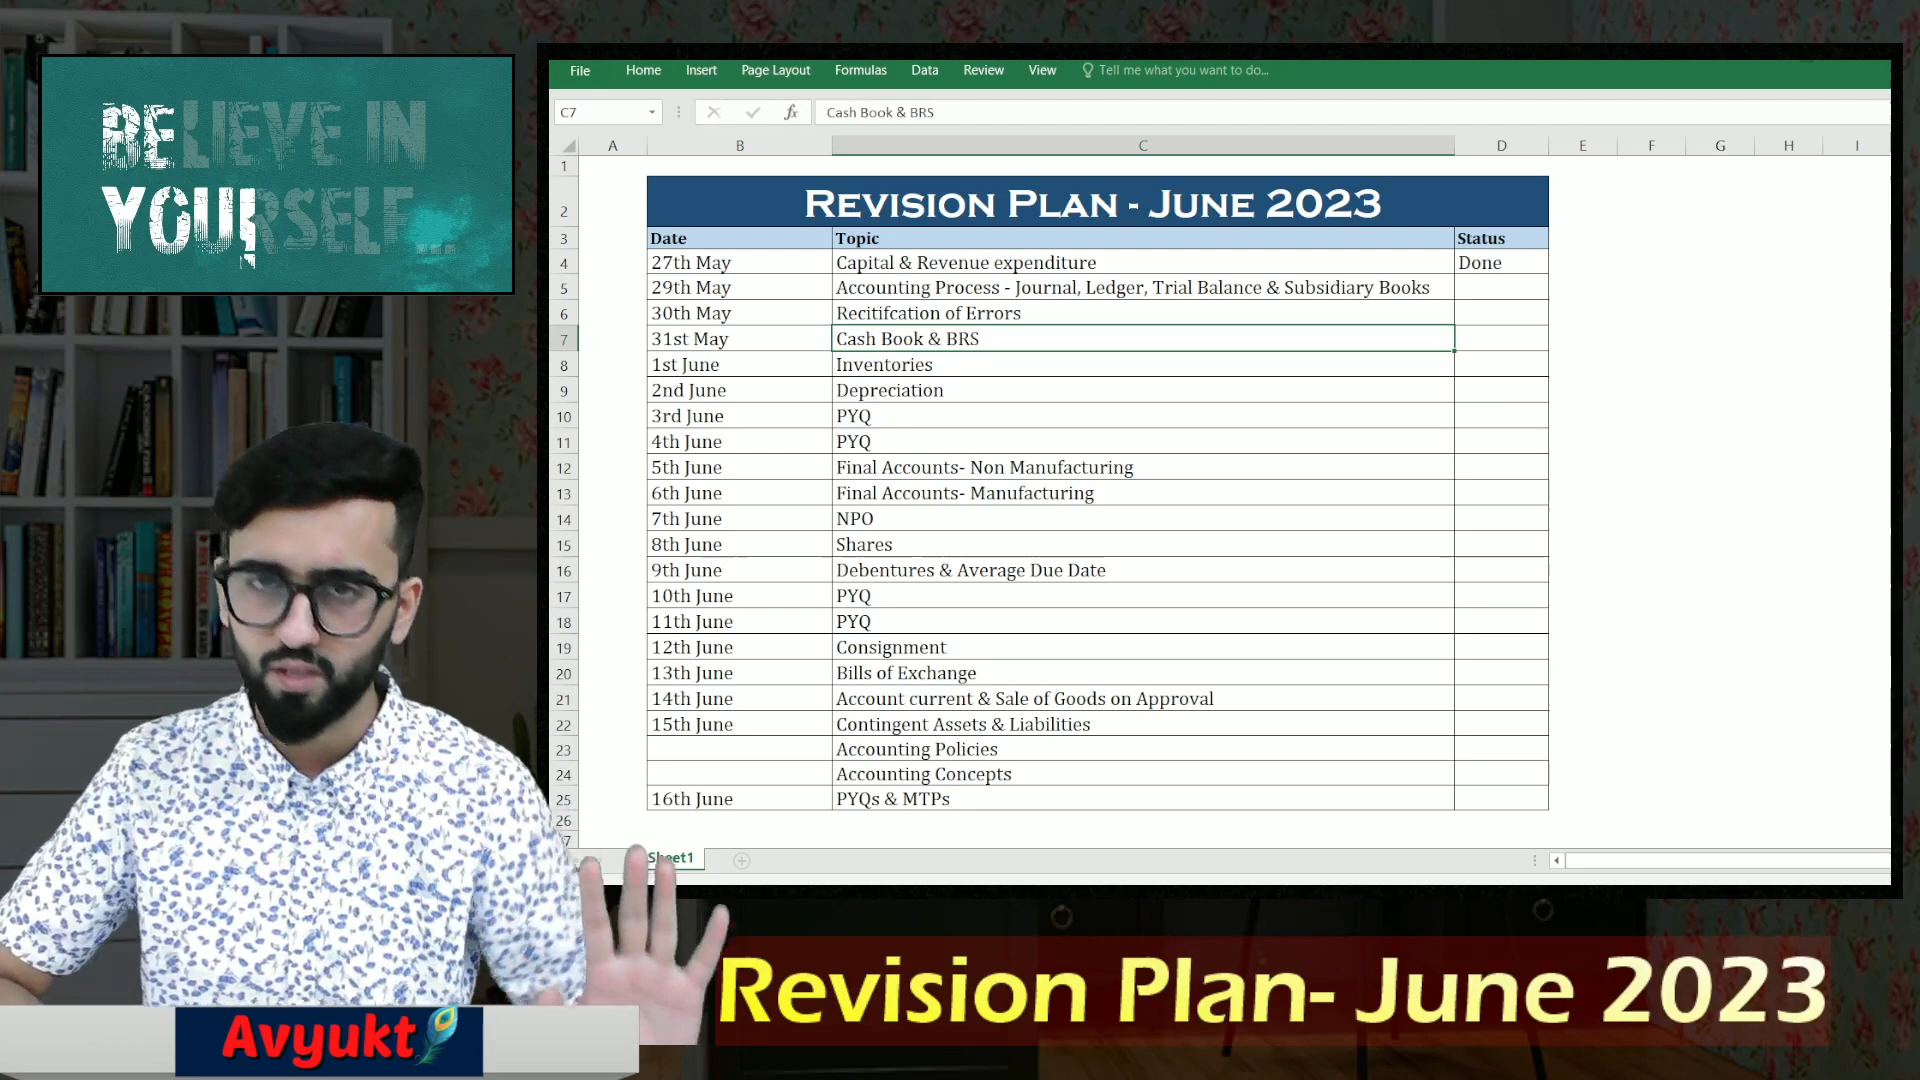 BELIEVE IN
YOU!RSELF...
File Home Insert Page Layout Formulas Data Review View Tell me what you want to do...
C7 fx Cash Book & BRS
A B C D E F G H I
1
2 REVISION PLAN - JUNE 2023
3 Date Topic Status
4 27th May Capital & Revenue expenditure Done
5 29th May Accounting Process - Journal, Ledger, Trial Balance & Subsidiary Books
6 30th May Recitifcation of Errors
7 31st May Cash Book & BRS
8 1st June Inventories
9 2nd June Depreciation
10 3rd June PYQ
11 4th June PYQ
12 5th June Final Accounts- Non Manufacturing
13 6th June Final Accounts- Manufacturing
14 7th June NPO
15 8th June Shares
16 9th June Debentures & Average Due Date
17 10th June PYQ
18 11th June PYQ
19 12th June Consignment
20 13th June Bills of Exchange
21 14th June Account current & Sale of Goods on Approval
22 15th June Contingent Assets & Liabilities
23 Accounting Policies
24 Accounting Concepts
25 16th June PYQs & MTPs
26
Sheet1
Revision Plan- June 2023
Avyukt